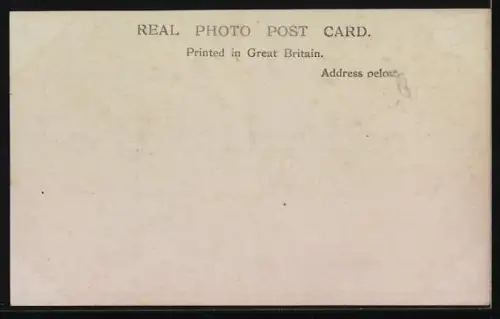 REAL PHOTO POST CARD.
Printed in Great Britain.
Address below